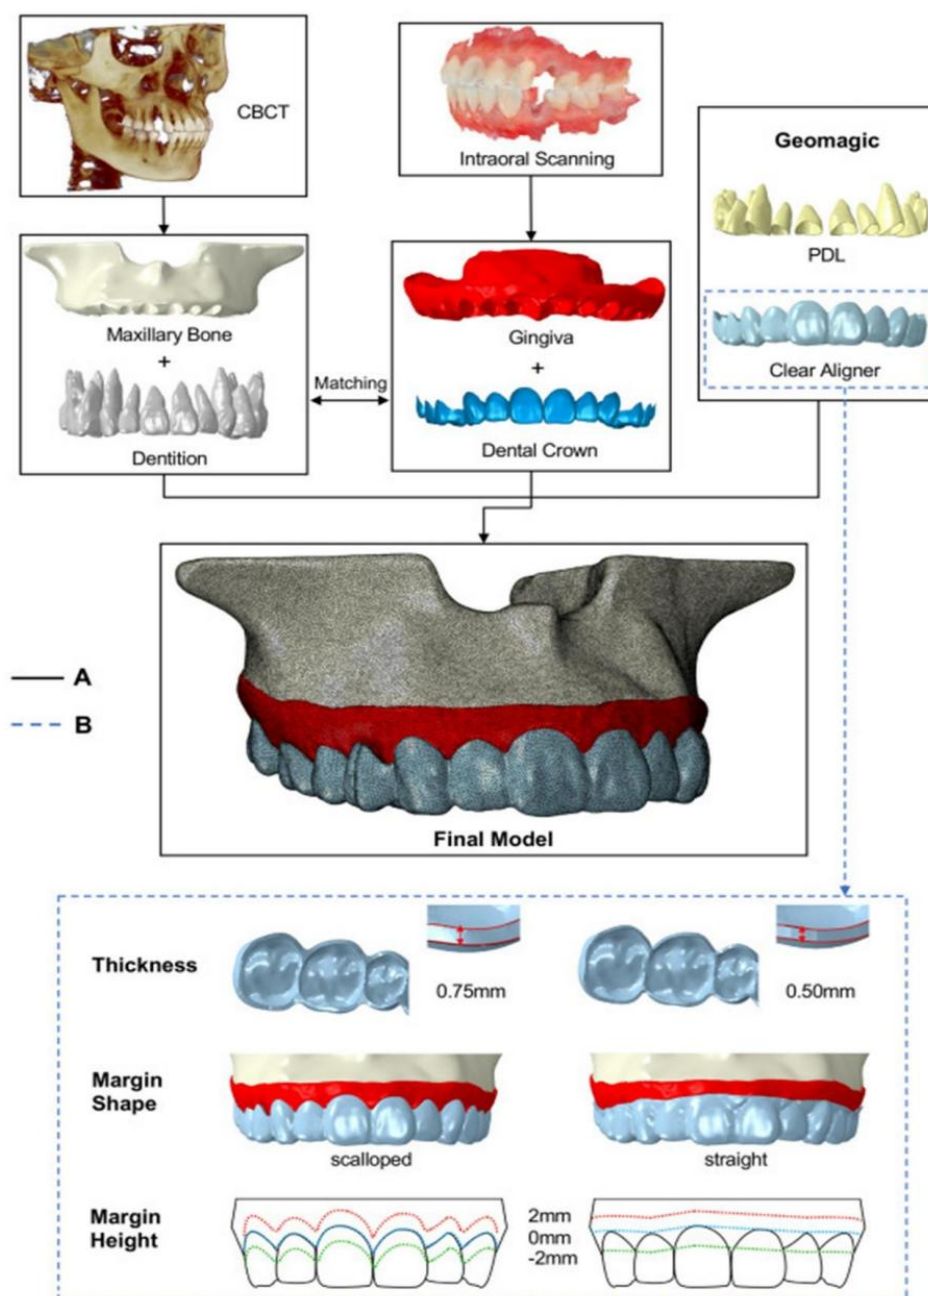 CBCT
Intraoral Scanning
Geomagic
PDL
Clear Aligner
Maxillary Bone
+
Dentition
Matching
Gingiva
+
Dental Crown
A
B
Final Model
Thickness
0.75mm
0.50mm
Margin
Shape
scalloped
straight
Margin
Height
2mm
0mm
-2mm